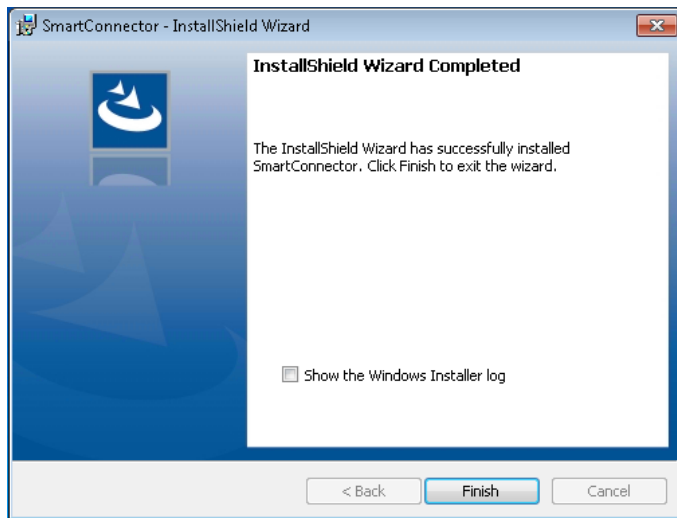 SmartConnector - InstallShield Wizard
InstallShield Wizard Completed
The InstallShield Wizard has successfully installed
SmartConnector. Click Finish to exit the wizard.
Show the Windows Installer log
< Back
Finish
Cancel